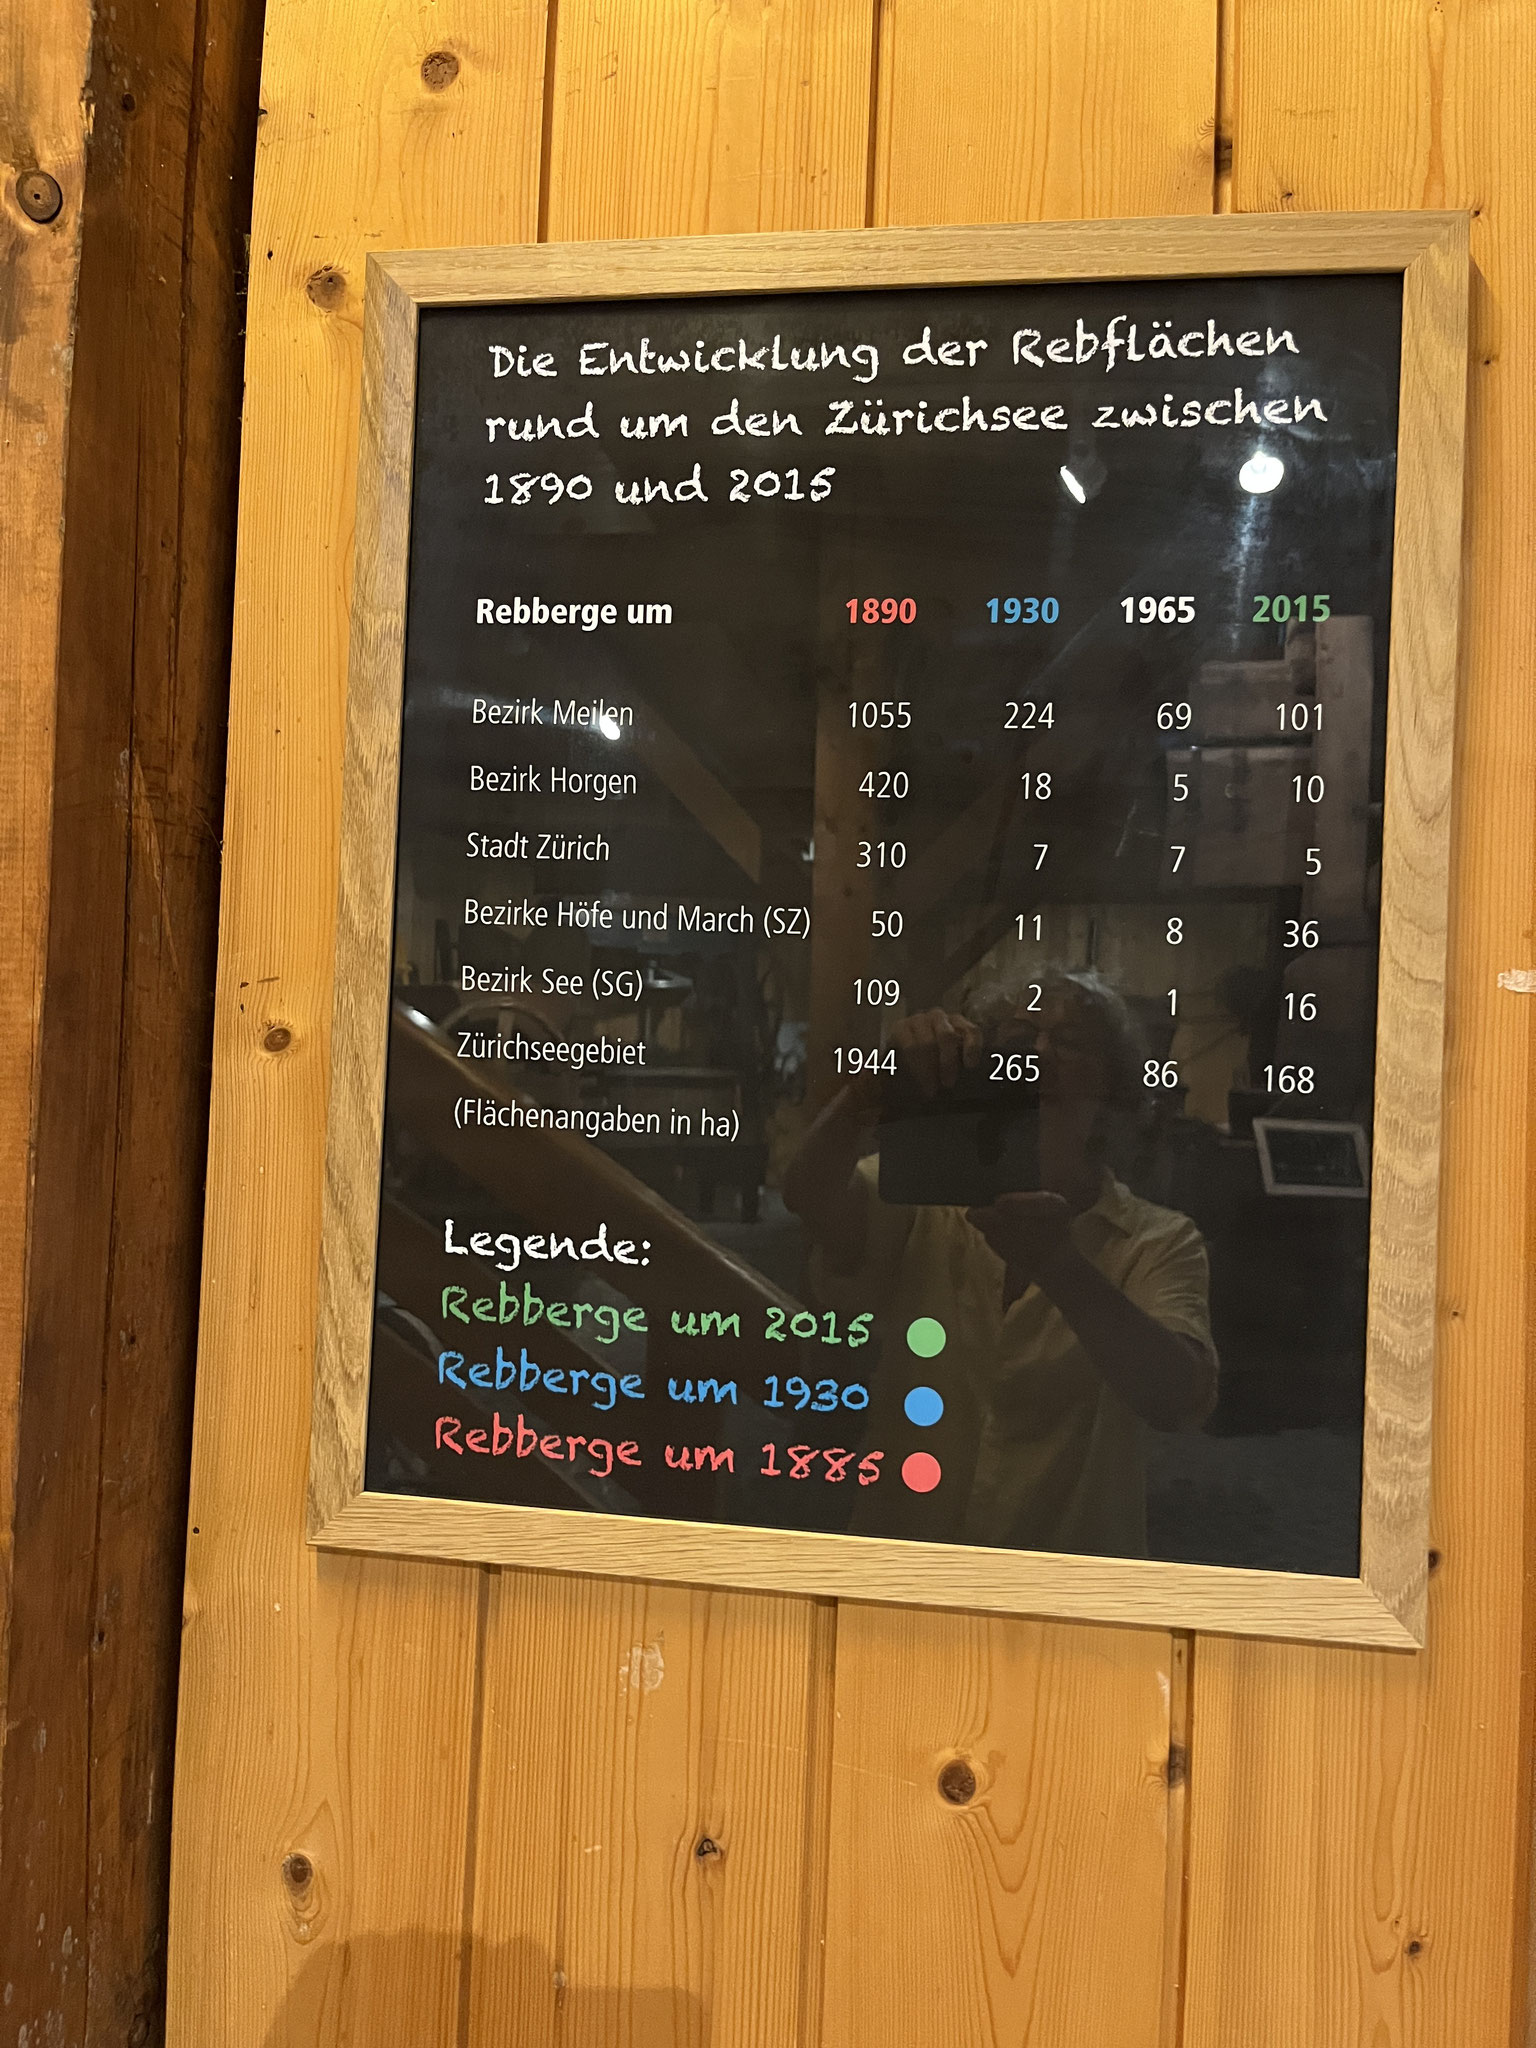 Die Entwicklung der Rebflächen
rund um den Zürichsee zwischen
1890 und 2015
Rebberge um 1890 1930 1965 2015
Bezirk Meilen 1055 224 69 101
Bezirk Horgen 420 18 5 10
Stadt Zürich 310 7 7 5
Bezirke Höfe und March (SZ) 50 11 8 36
Bezirk See (SG) 109 2 1 16
Zürichseegebiet 1944 265 86 168
(Flächenangaben in ha)
Legende:
Rebberge um 2015
Rebberge um 1930
Rebberge um 1885